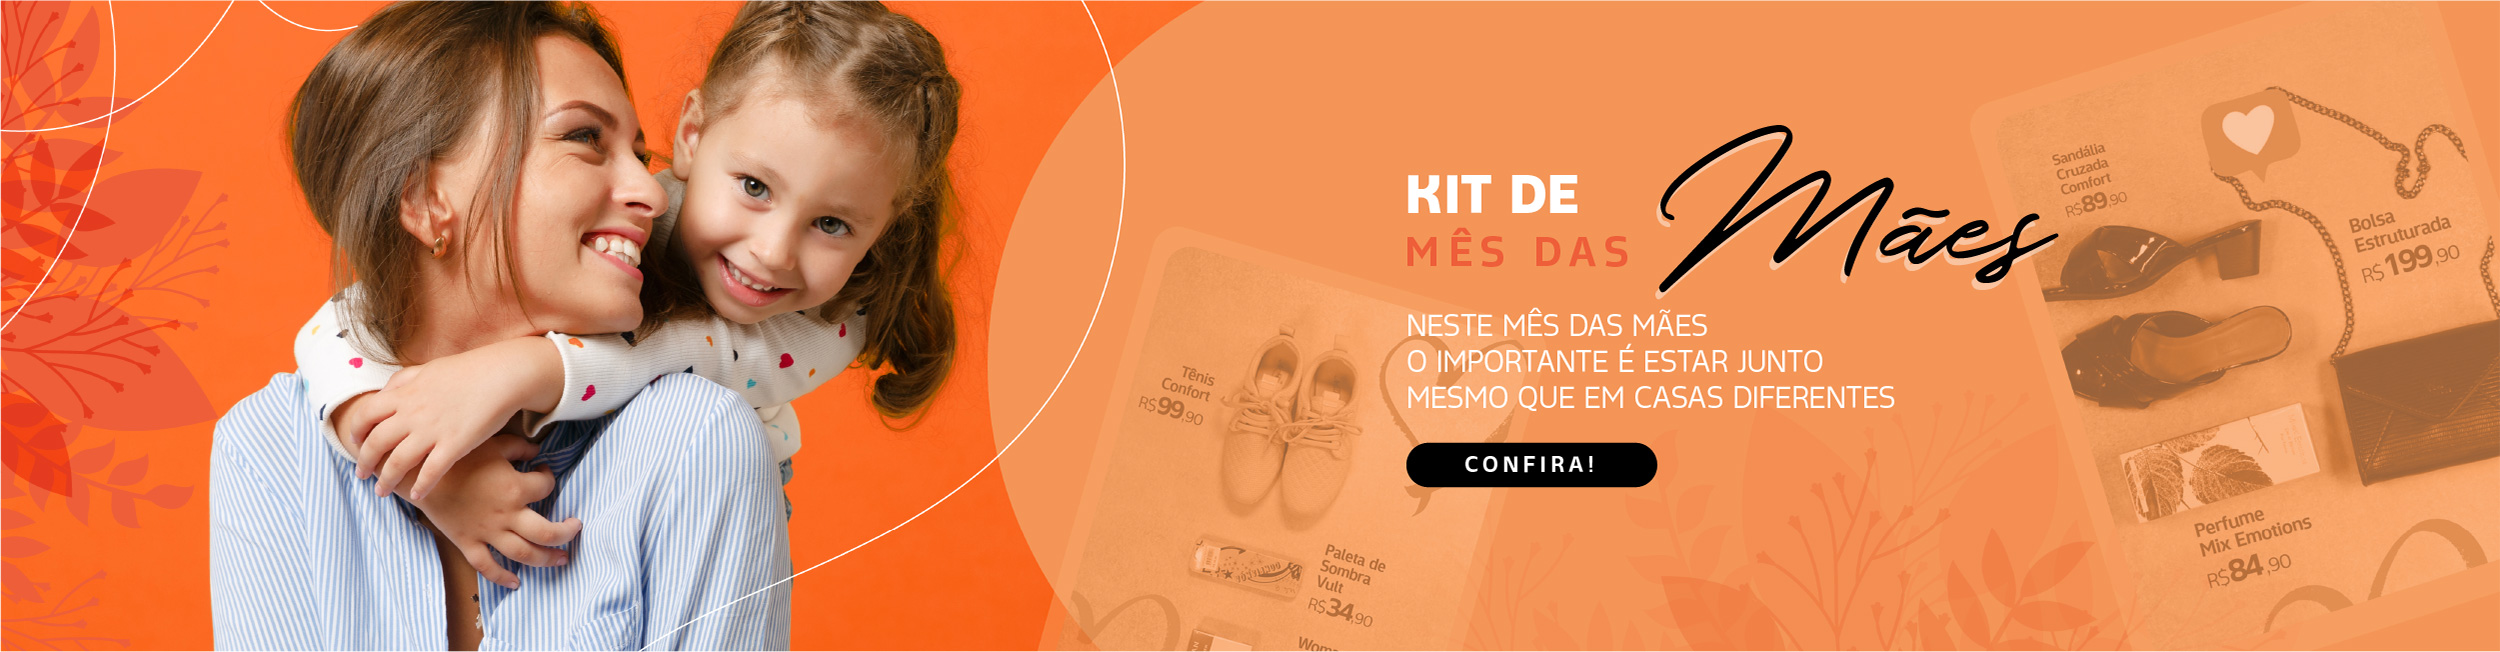 KIT DE
MÊS DAS
Mães
NESTE MÊS DAS MÃES
O IMPORTANTE É ESTAR JUNTO
MESMO QUE EM CASAS DIFERENTES
CONFIRA!
Tênis
Confort
R$99,90
Paleta de
Sombra
Vult
R$34,90
Sandália
Cruzada
Comfort
R$89,90
Bolsa
Estruturada
R$199,90
Perfume
Mix Emotions
R$84,90